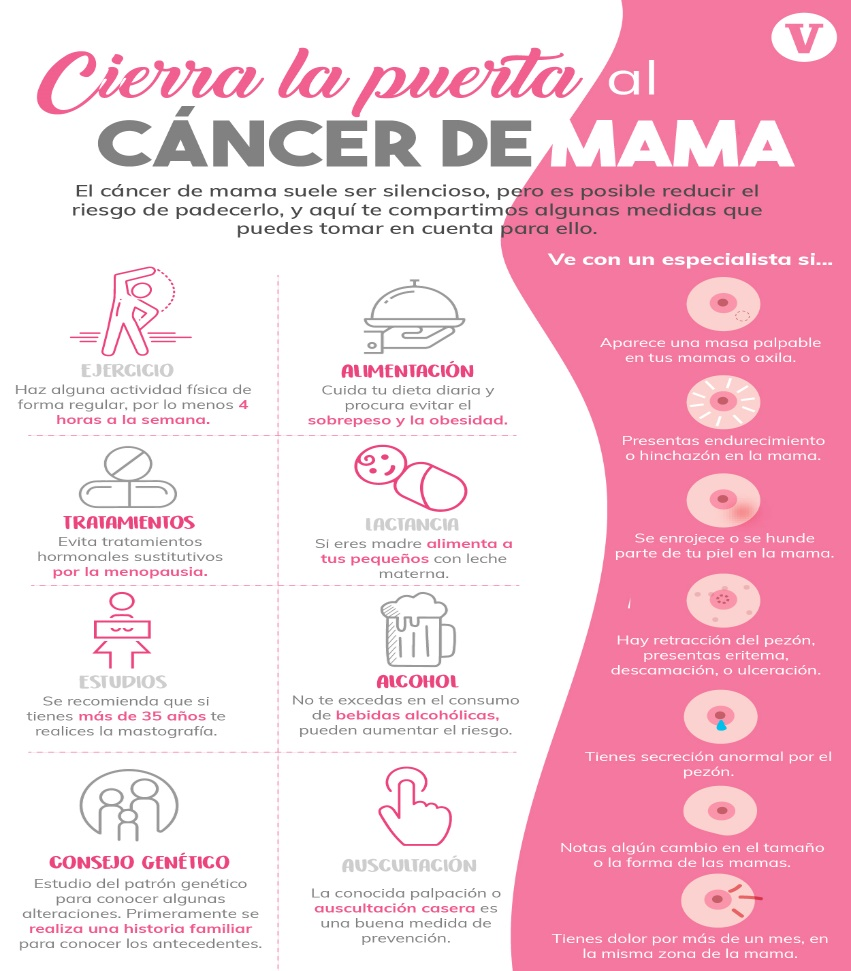 V
Cierra la puerta al
CÁNCER DE MAMA
El cáncer de mama suele ser silencioso, pero es posible reducir el
riesgo de padecerlo, y aquí te compartimos algunas medidas que
puedes tomar en cuenta para ello.
EJERCICIO
Haz alguna actividad física de
forma regular, por lo menos 4
horas a la semana.
ALIMENTACIÓN
Cuida tu dieta diaria y
procura evitar el
sobrepeso y la obesidad.
TRATAMIENTOS
Evita tratamientos
hormonales sustitutivos
por la menopausia.
LACTANCIA
Si eres madre alimenta a
tus pequeños con leche
materna.
ESTUDIOS
Se recomienda que si
tienes más de 35 años te
realices la mastografía.
ALCOHOL
No te excedas en el consumo
de bebidas alcohólicas,
pueden aumentar el riesgo.
CONSEJO GENÉTICO
Estudio del patrón genético
para conocer algunas
alteraciones. Primeramente se
realiza una historia familiar
para conocer los antecedentes.
AUSCULTACIÓN
La conocida palpación o
auscultación casera es
una buena medida de
prevención.
Ve con un especialista si...
Aparece una masa palpable
en tus mamas o axila.
Presentas endurecimiento
o hinchazón en la mama.
Se enrojece o se hunde
parte de tu piel en la mama.
Hay retracción del pezón,
presentas eritema,
descamación, o ulceración.
Tienes secreción anormal por el
pezón.
Notas algún cambio en el tamaño
o la forma de las mamas.
Tienes dolor por más de un mes, en
la misma zona de la mama.